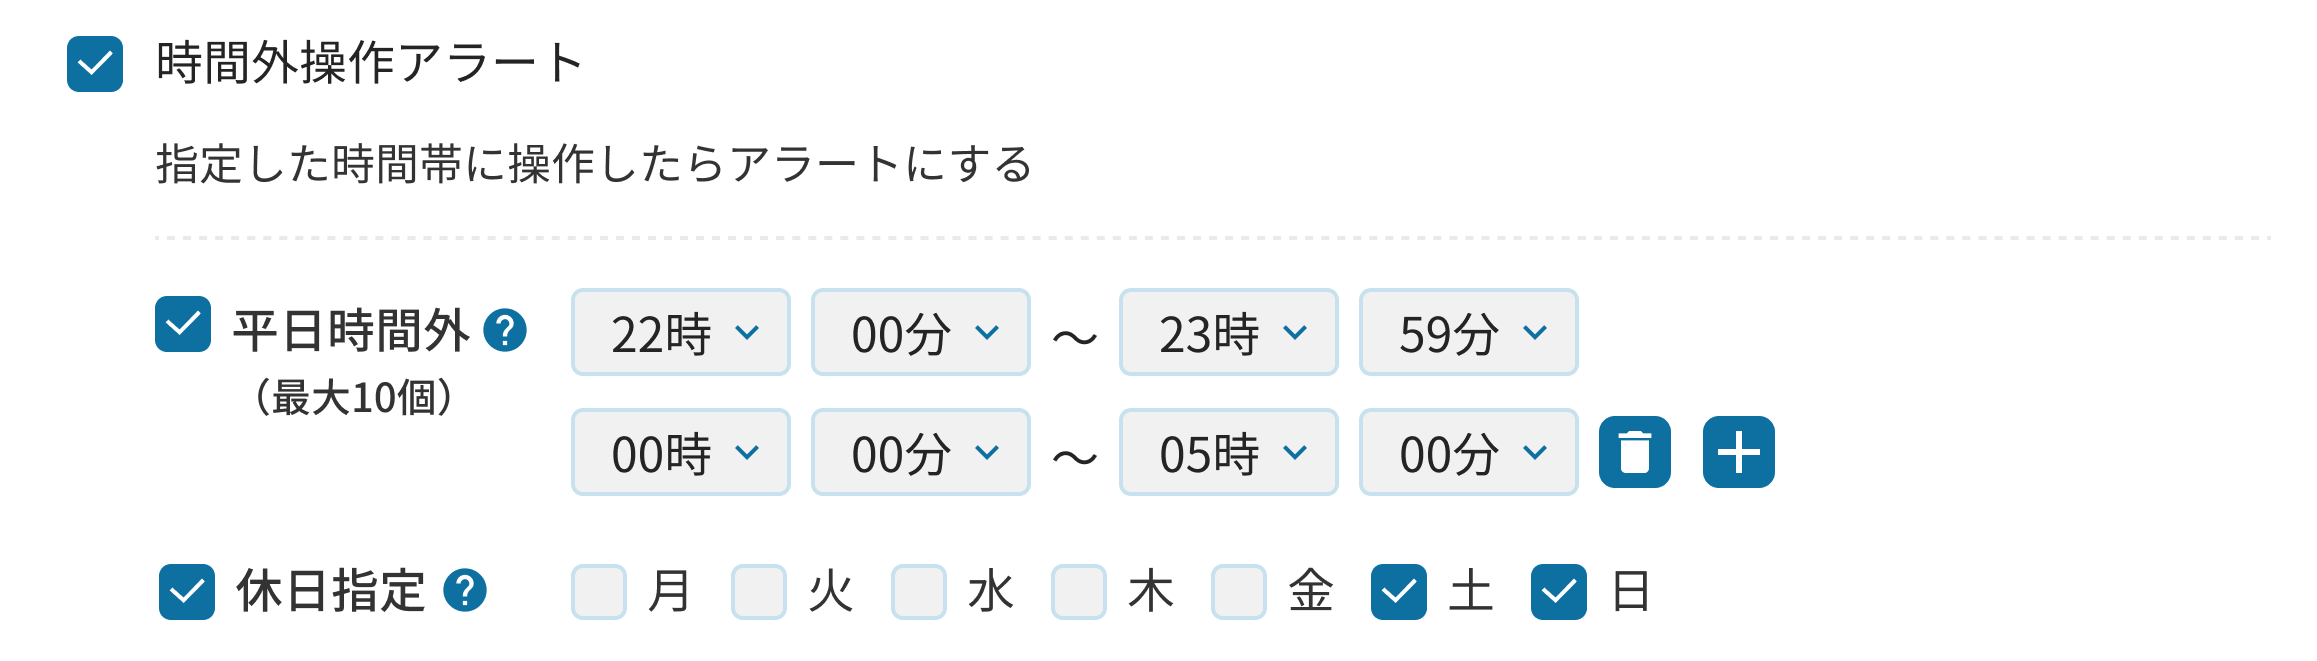 時間外操作アラート
指定した時間帯に操作したらアラートにする
平日時間外 ? 22時 00分 〜 23時 59分
（最大10個）
00時 00分 〜 05時 00分
休日指定 ? 月 火 水 木 金 土 日